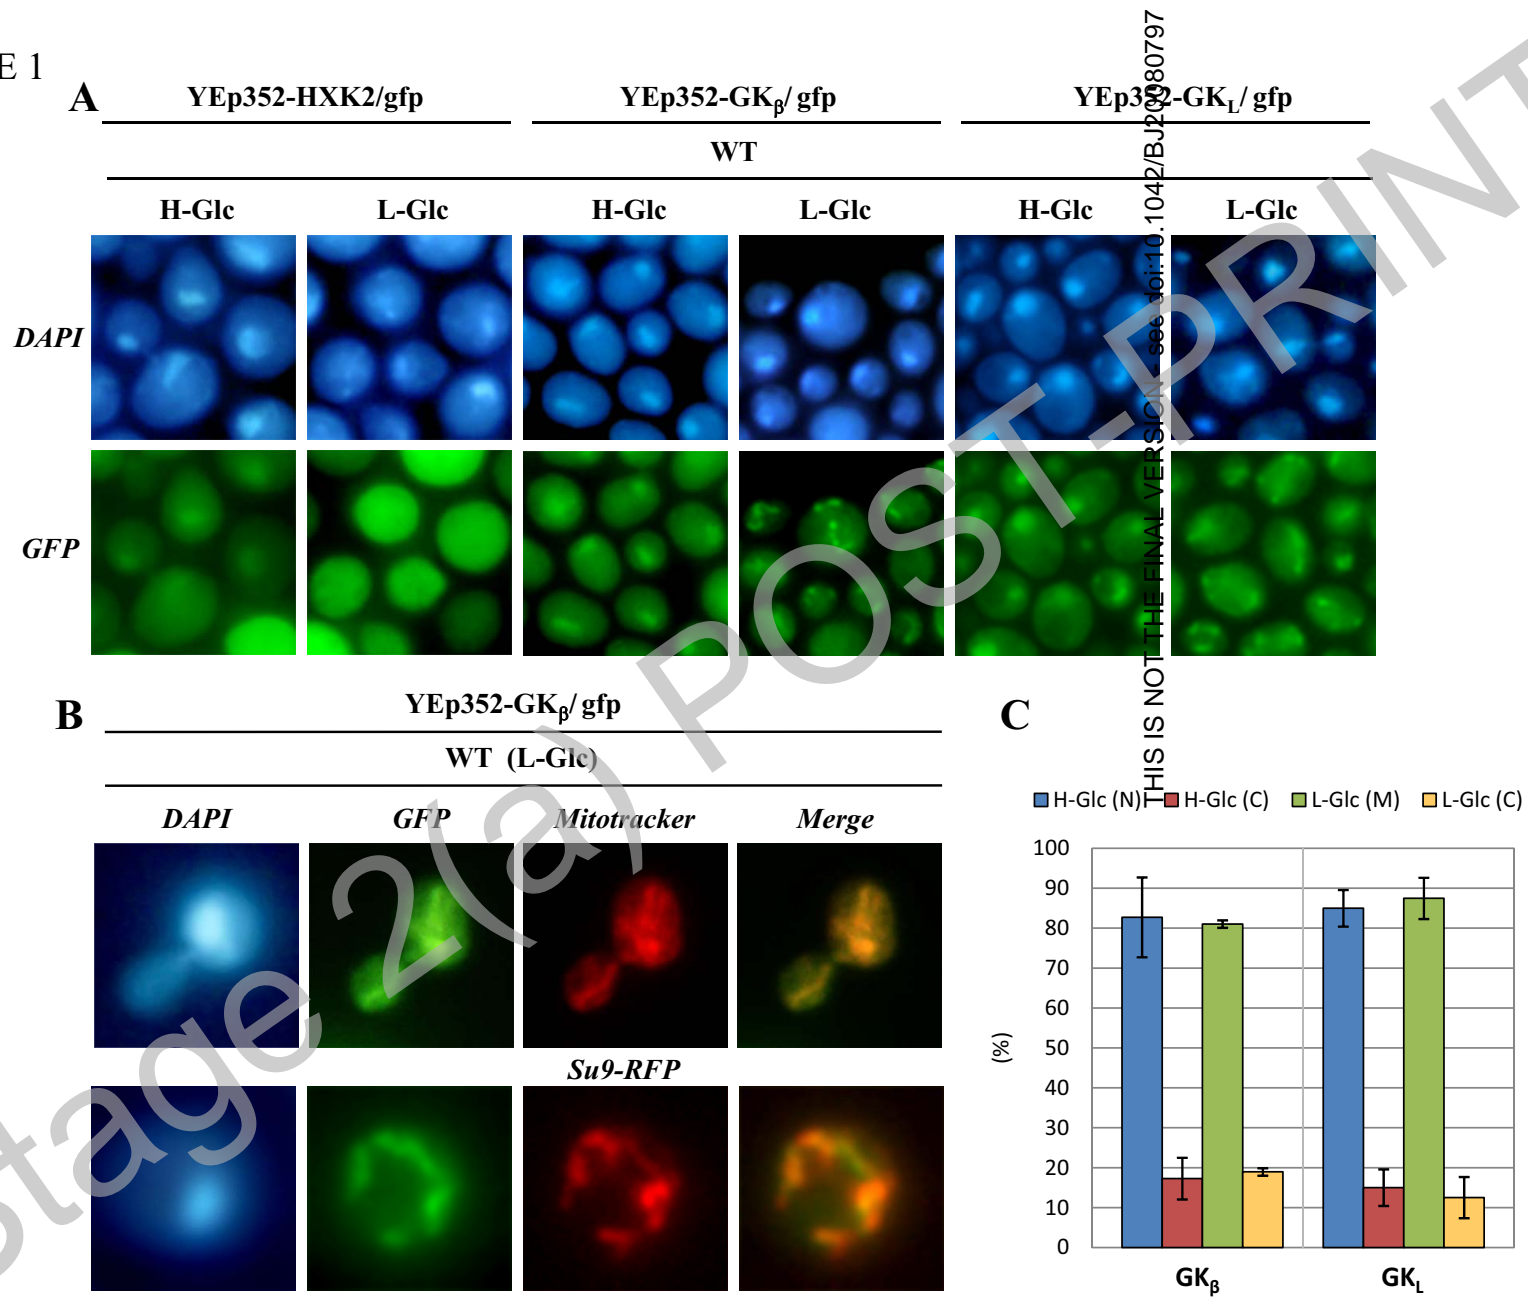 E 1
A
YEp352-HXK2/gfp YEp352-GKβ/ gfp YEp352-GKL/ gfp
WT
H-Glc L-Glc H-Glc L-Glc H-Glc L-Glc
DAPI
GFP
THIS IS NOT THE FINAL VERSION - see doi:10.1042/BJ20080797
Stage 2(a) POST-PRINT
B
YEp352-GKβ/ gfp
WT (L-Glc)
DAPI GFP Mitotracker Merge
Su9-RFP
C
H-Glc (N) H-Glc (C) L-Glc (M) L-Glc (C)
100
90
80
70
60
50
40
30
20
10
0
(%)
GKβ GKL